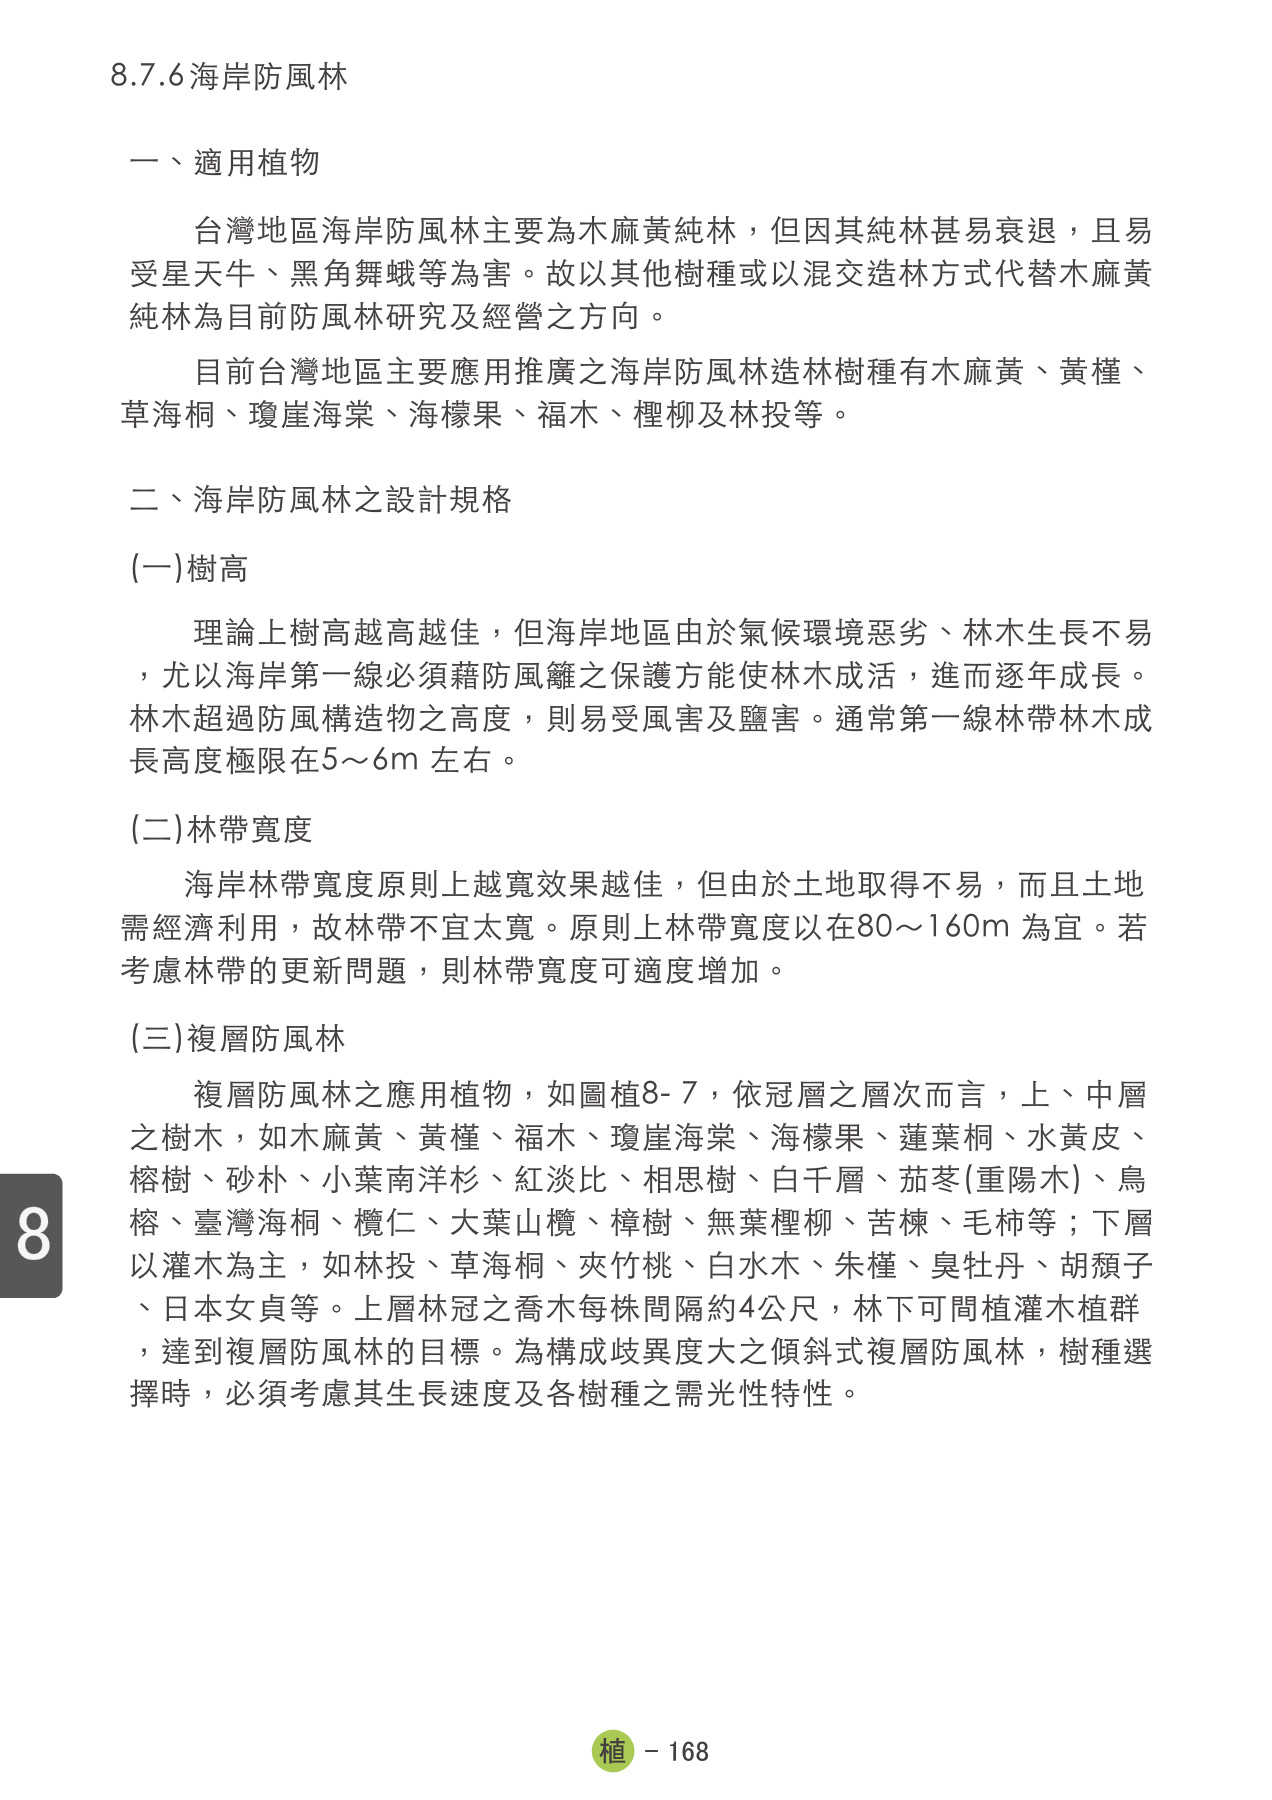 8.7.6海岸防風林
一、適用植物
台灣地區海岸防風林主要為木麻黃純林，但因其純林甚易衰退，且易
受星天牛、黑角舞蛾等為害。故以其他樹種或以混交造林方式代替木麻黃
純林為目前防風林研究及經營之方向。
目前台灣地區主要應用推廣之海岸防風林造林樹種有木麻黃、黃槿、
草海桐、瓊崖海棠、海檬果、福木、檉柳及林投等。
二、海岸防風林之設計規格
(一)樹高
理論上樹高越高越佳，但海岸地區由於氣候環境惡劣、林木生長不易
，尤以海岸第一線必須藉防風籬之保護方能使林木成活，進而逐年成長。
林木超過防風構造物之高度，則易受風害及鹽害。通常第一線林帶林木成
長高度極限在5～6m 左右。
(二)林帶寬度
海岸林帶寬度原則上越寬效果越佳，但由於土地取得不易，而且土地
需經濟利用，故林帶不宜太寬。原則上林帶寬度以在80～160m 為宜。若
考慮林帶的更新問題，則林帶寬度可適度增加。
(三)複層防風林
複層防風林之應用植物，如圖植8- 7，依冠層之層次而言，上、中層
之樹木，如木麻黃、黃槿、福木、瓊崖海棠、海檬果、蓮葉桐、水黃皮、
榕樹、砂朴、小葉南洋杉、紅淡比、相思樹、白千層、茄苳(重陽木)、鳥
榕、臺灣海桐、欖仁、大葉山欖、樟樹、無葉檉柳、苦楝、毛柿等；下層
以灌木為主，如林投、草海桐、夾竹桃、白水木、朱槿、臭牡丹、胡頹子
、日本女貞等。上層林冠之喬木每株間隔約4公尺，林下可間植灌木植群
，達到複層防風林的目標。為構成歧異度大之傾斜式複層防風林，樹種選
擇時，必須考慮其生長速度及各樹種之需光性特性。
8
植 – 168